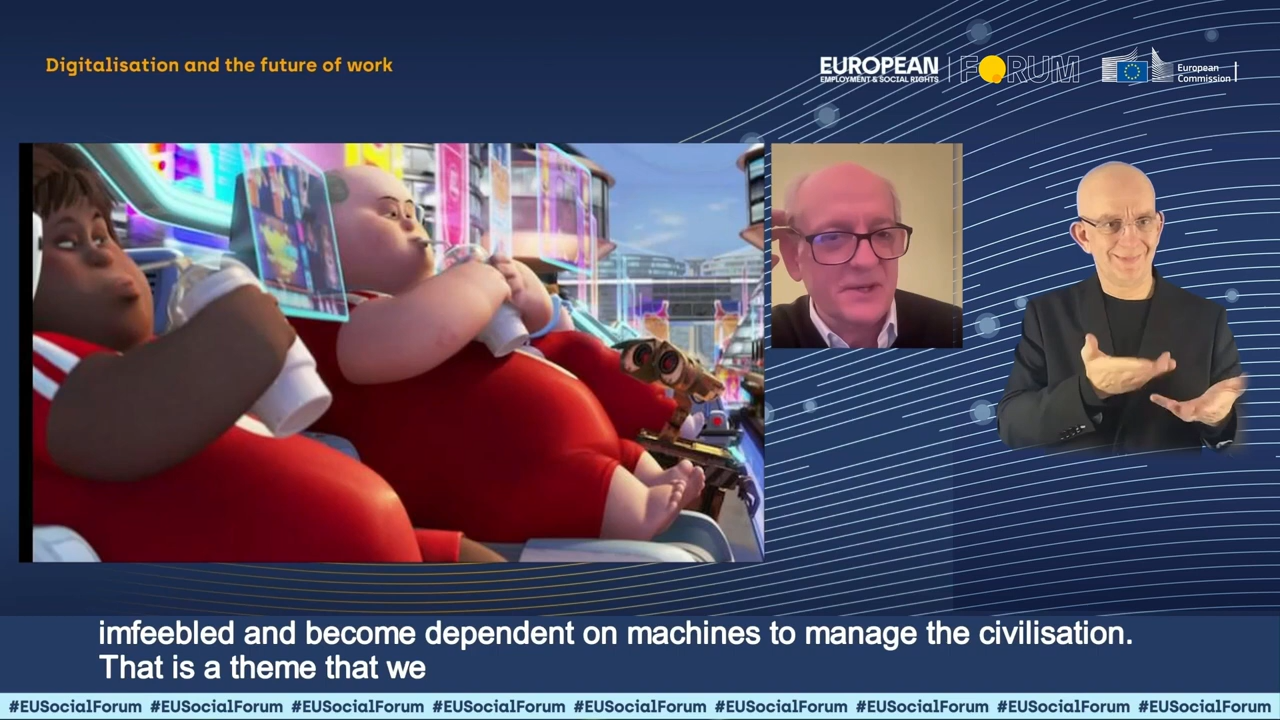 Digitalisation and the future of work
EUROPEAN
EMPLOYMENT & SOCIAL RIGHTS
FORUM
European
Commission
imfeebled and become dependent on machines to manage the civilisation.
That is a theme that we
#EUSocialForum #EUSocialForum #EUSocialForum #EUSocialForum #EUSocialForum #EUSocialForum #EUSocialForum #EUSocialForum #EUSocialForum